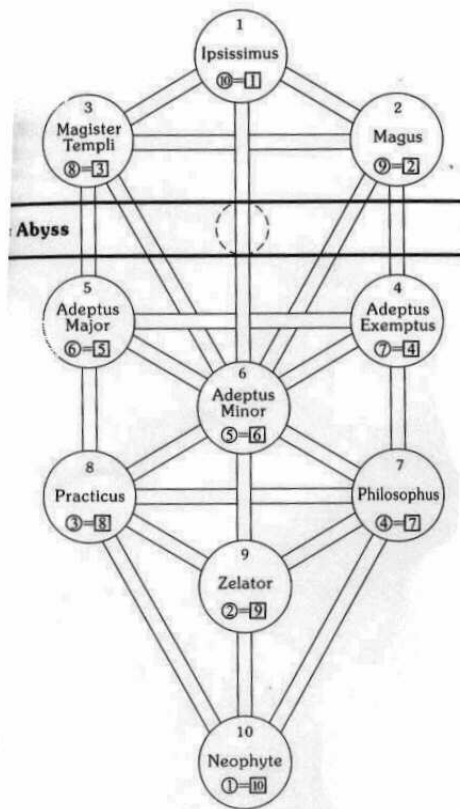 1
Ipsissimus
⑩=🄵1
3
Magister
Templi
⑧=3
2
Magus
⑨=2
Abyss
5
Adeptus
Major
⑥=5
4
Adeptus
Exemptus
⑦=4
6
Adeptus
Minor
⑤=6
8
Practicus
③=8
7
Philosophus
④=7
9
Zelator
②=9
10
Neophyte
①=10